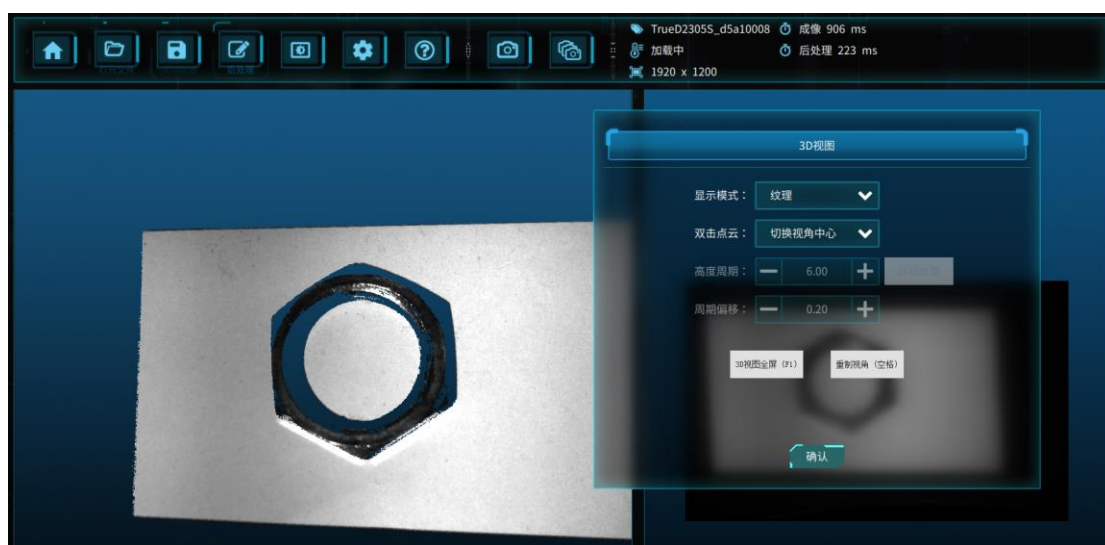 TrueD2305S_d5a10008 成像 906 ms
加载中 后处理 223 ms
1920 x 1200
后处理
3D视图
显示模式： 纹理
双击点云： 切换视角中心
高度周期： 6.00
周期偏移： 0.20
3D视图全屏 (F1) 重制视角 (空格)
确认